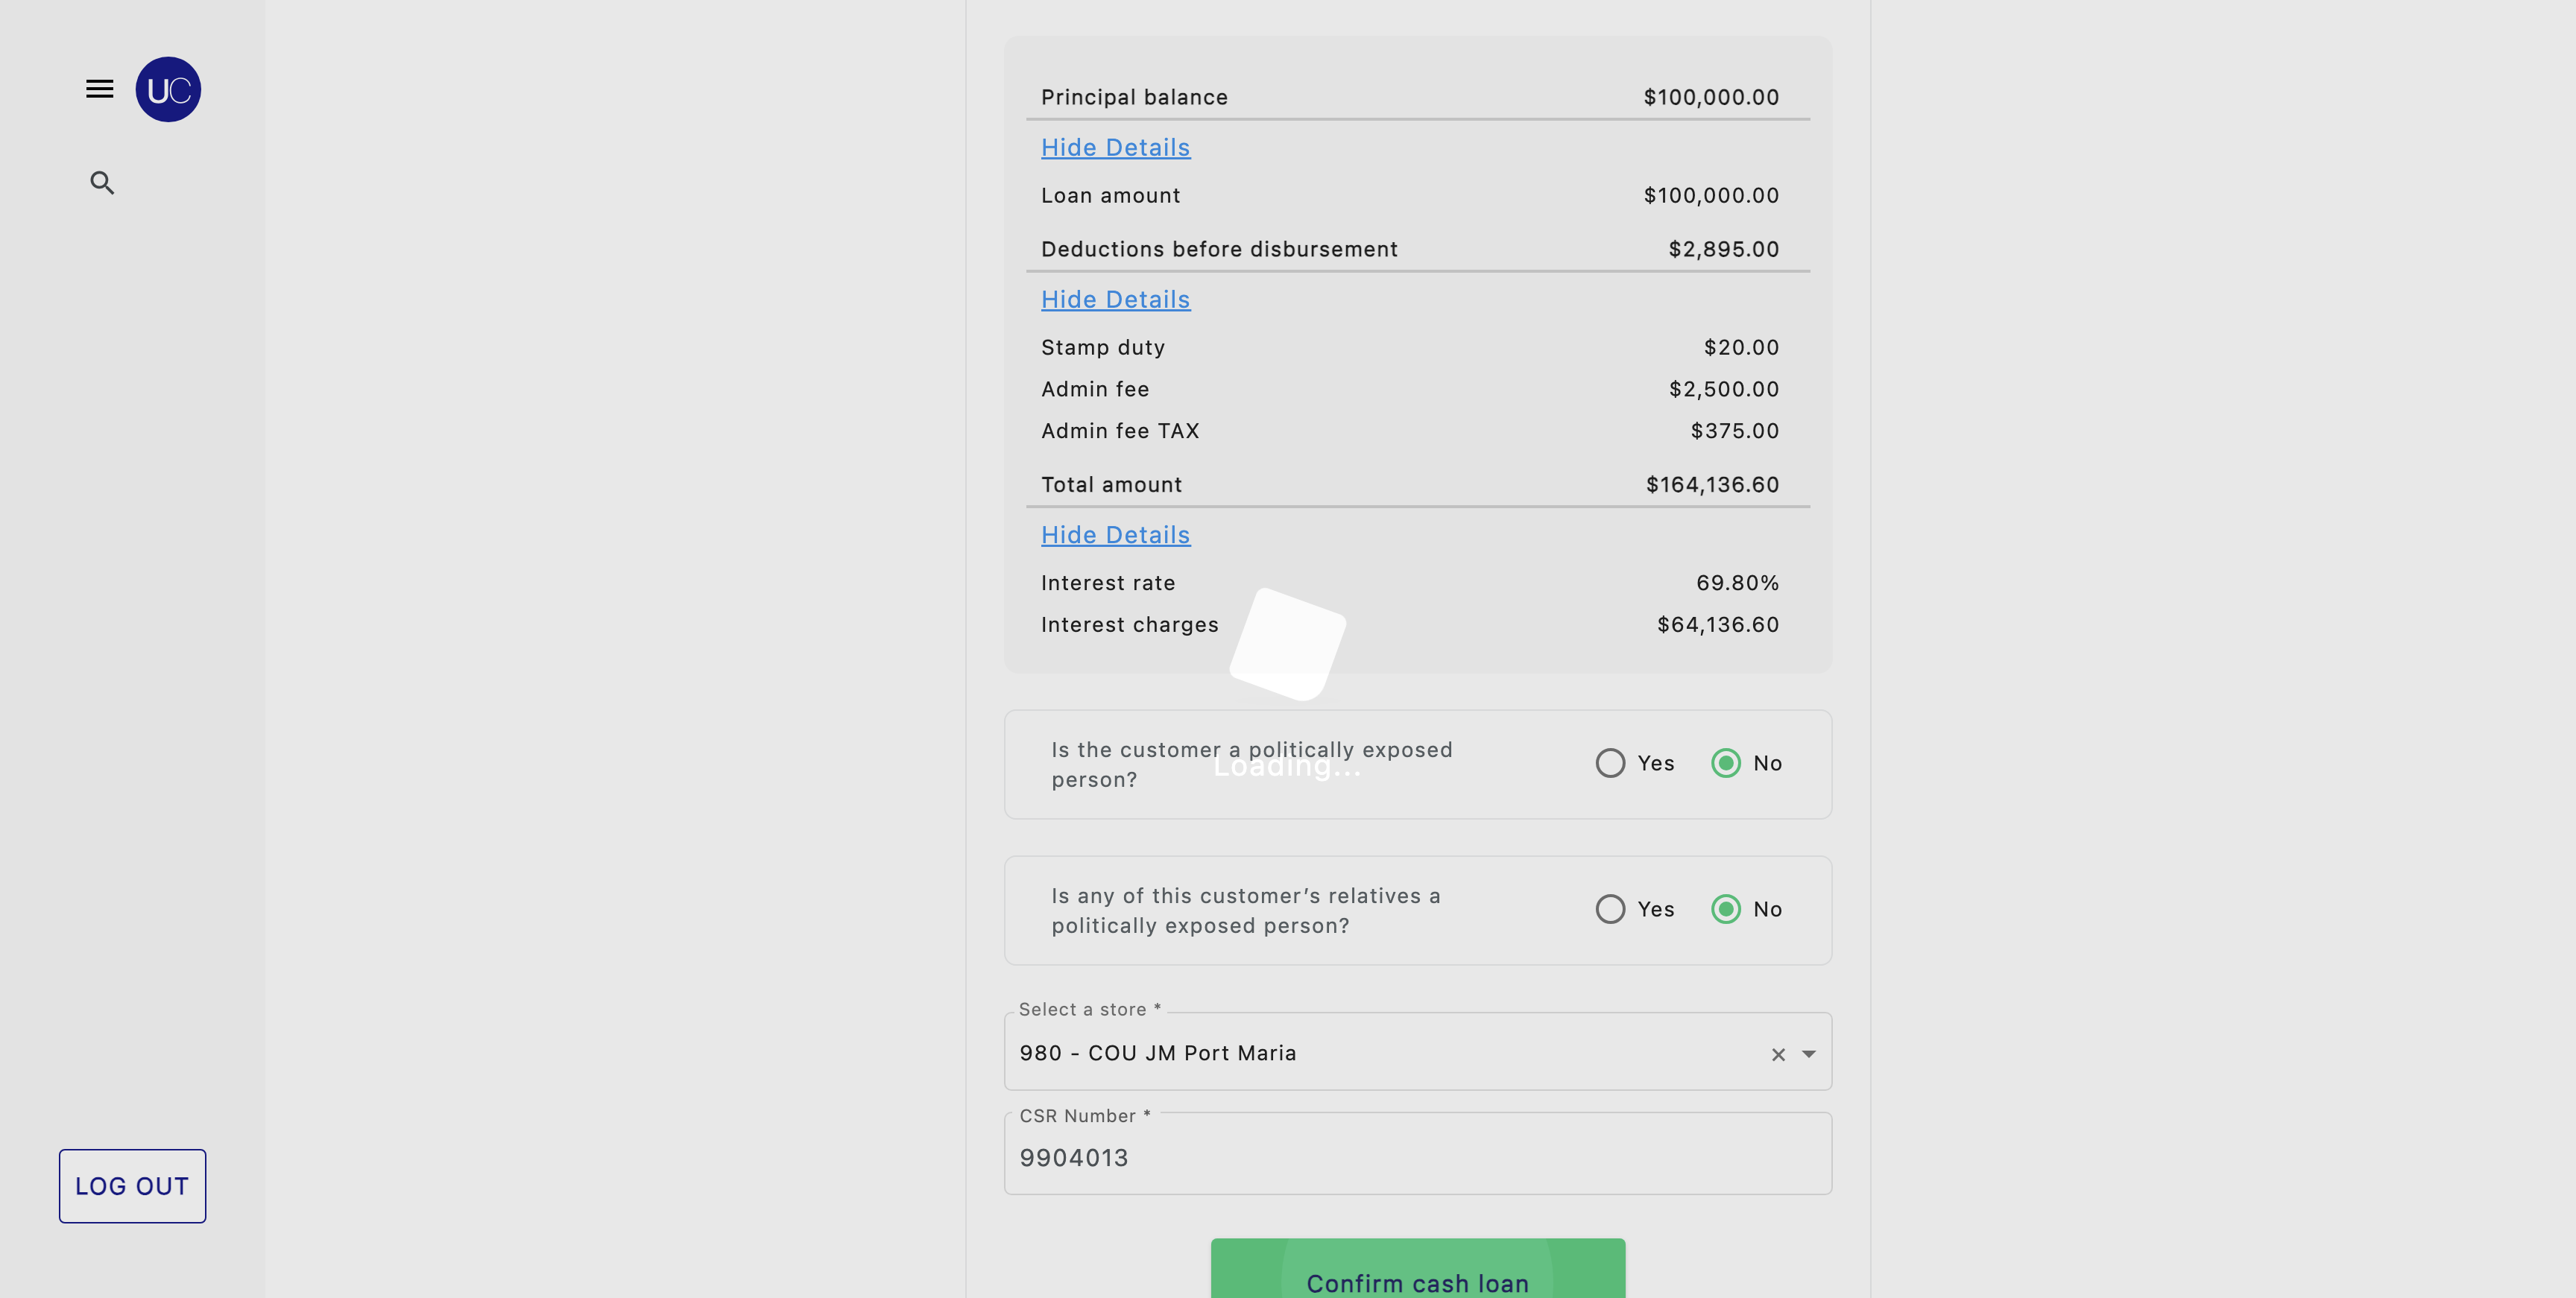 UC
Principal balance $100,000.00
Hide Details
Loan amount $100,000.00
Deductions before disbursement $2,895.00
Hide Details
Stamp duty $20.00
Admin fee $2,500.00
Admin fee TAX $375.00
Total amount $164,136.60
Hide Details
Interest rate 69.80%
Interest charges $64,136.60
Is the customer a politically exposed
person?
Yes No
Loading...
Is any of this customer’s relatives a
politically exposed person?
Yes No
Select a store *
980 - COU JM Port Maria
CSR Number *
9904013
LOG OUT
Confirm cash loan